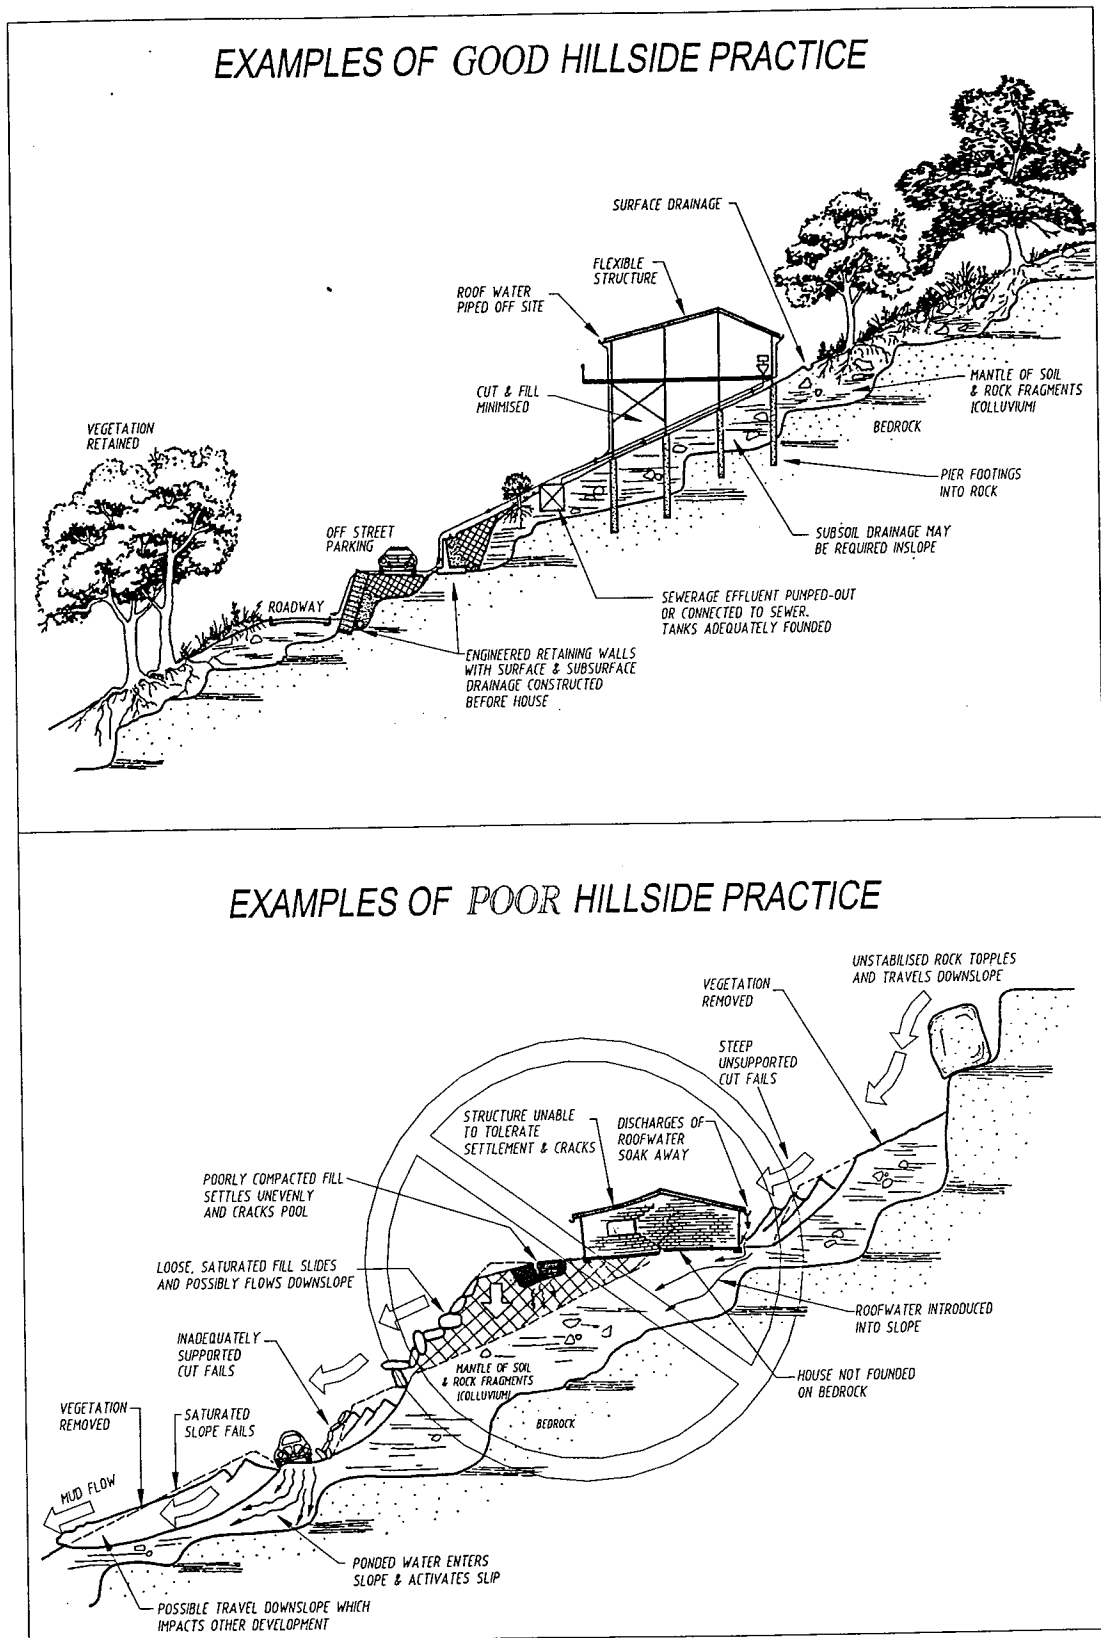 EXAMPLES OF GOOD HILLSIDE PRACTICE
SURFACE DRAINAGE
FLEXIBLE
STRUCTURE
ROOF WATER
PIPED OFF SITE
CUT & FILL
MINIMISED
MANTLE OF SOIL
& ROCK FRAGMENTS
(COLLUVIUM)
BEDROCK
VEGETATION
RETAINED
PIER FOOTINGS
INTO ROCK
OFF STREET
PARKING
SUBSOIL DRAINAGE MAY
BE REQUIRED INSLOPE
SEWERAGE EFFLUENT PUMPED-OUT
OR CONNECTED TO SEWER.
TANKS ADEQUATELY FOUNDED
ROADWAY
ENGINEERED RETAINING WALLS
WITH SURFACE & SUBSURFACE
DRAINAGE CONSTRUCTED
BEFORE HOUSE
EXAMPLES OF POOR HILLSIDE PRACTICE
UNSTABILISED ROCK TOPPLES
AND TRAVELS DOWNSLOPE
VEGETATION
REMOVED
STEEP
UNSUPPORTED
CUT FAILS
STRUCTURE UNABLE
TO TOLERATE
SETTLEMENT & CRACKS
DISCHARGES OF
ROOFWATER
SOAK AWAY
POORLY COMPACTED FILL
SETTLES UNEVENLY
AND CRACKS POOL
LOOSE, SATURATED FILL SLIDES
AND POSSIBLY FLOWS DOWNSLOPE
ROOFWATER INTRODUCED
INTO SLOPE
INADEQUATELY
SUPPORTED
CUT FAILS
MANTLE OF SOIL
& ROCK FRAGMENTS
(COLLUVIUM)
HOUSE NOT FOUNDED
ON BEDROCK
BEDROCK
VEGETATION
REMOVED
SATURATED
SLOPE FAILS
MUD FLOW
PONDED WATER ENTERS
SLOPE & ACTIVATES SLIP
POSSIBLE TRAVEL DOWNSLOPE WHICH
IMPACTS OTHER DEVELOPMENT